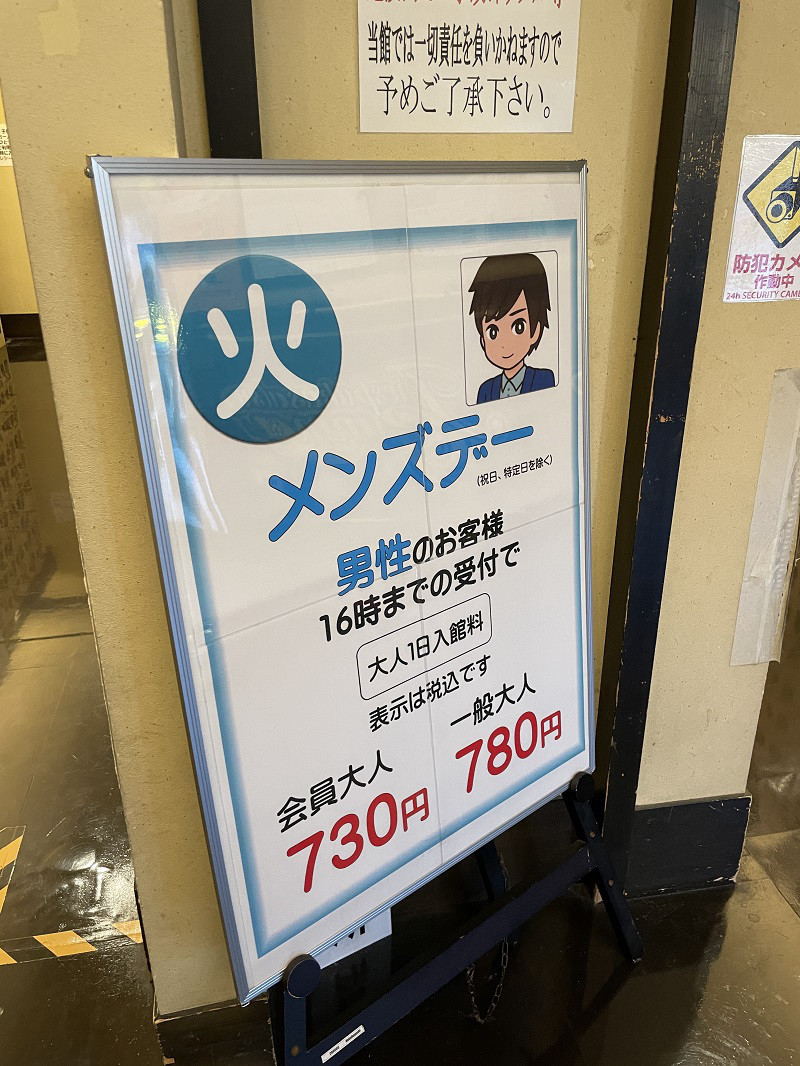 当館では一切責任を負いかねますので
予めご了承下さい。
防犯カメ
作動中
24h SECURITY CAME
火
メンズデー
(祝日、特定日を除く)
男性のお客様
16時までの受付で
大人1日入館料
表示は税込です
会員大人
730円
一般大人
780円